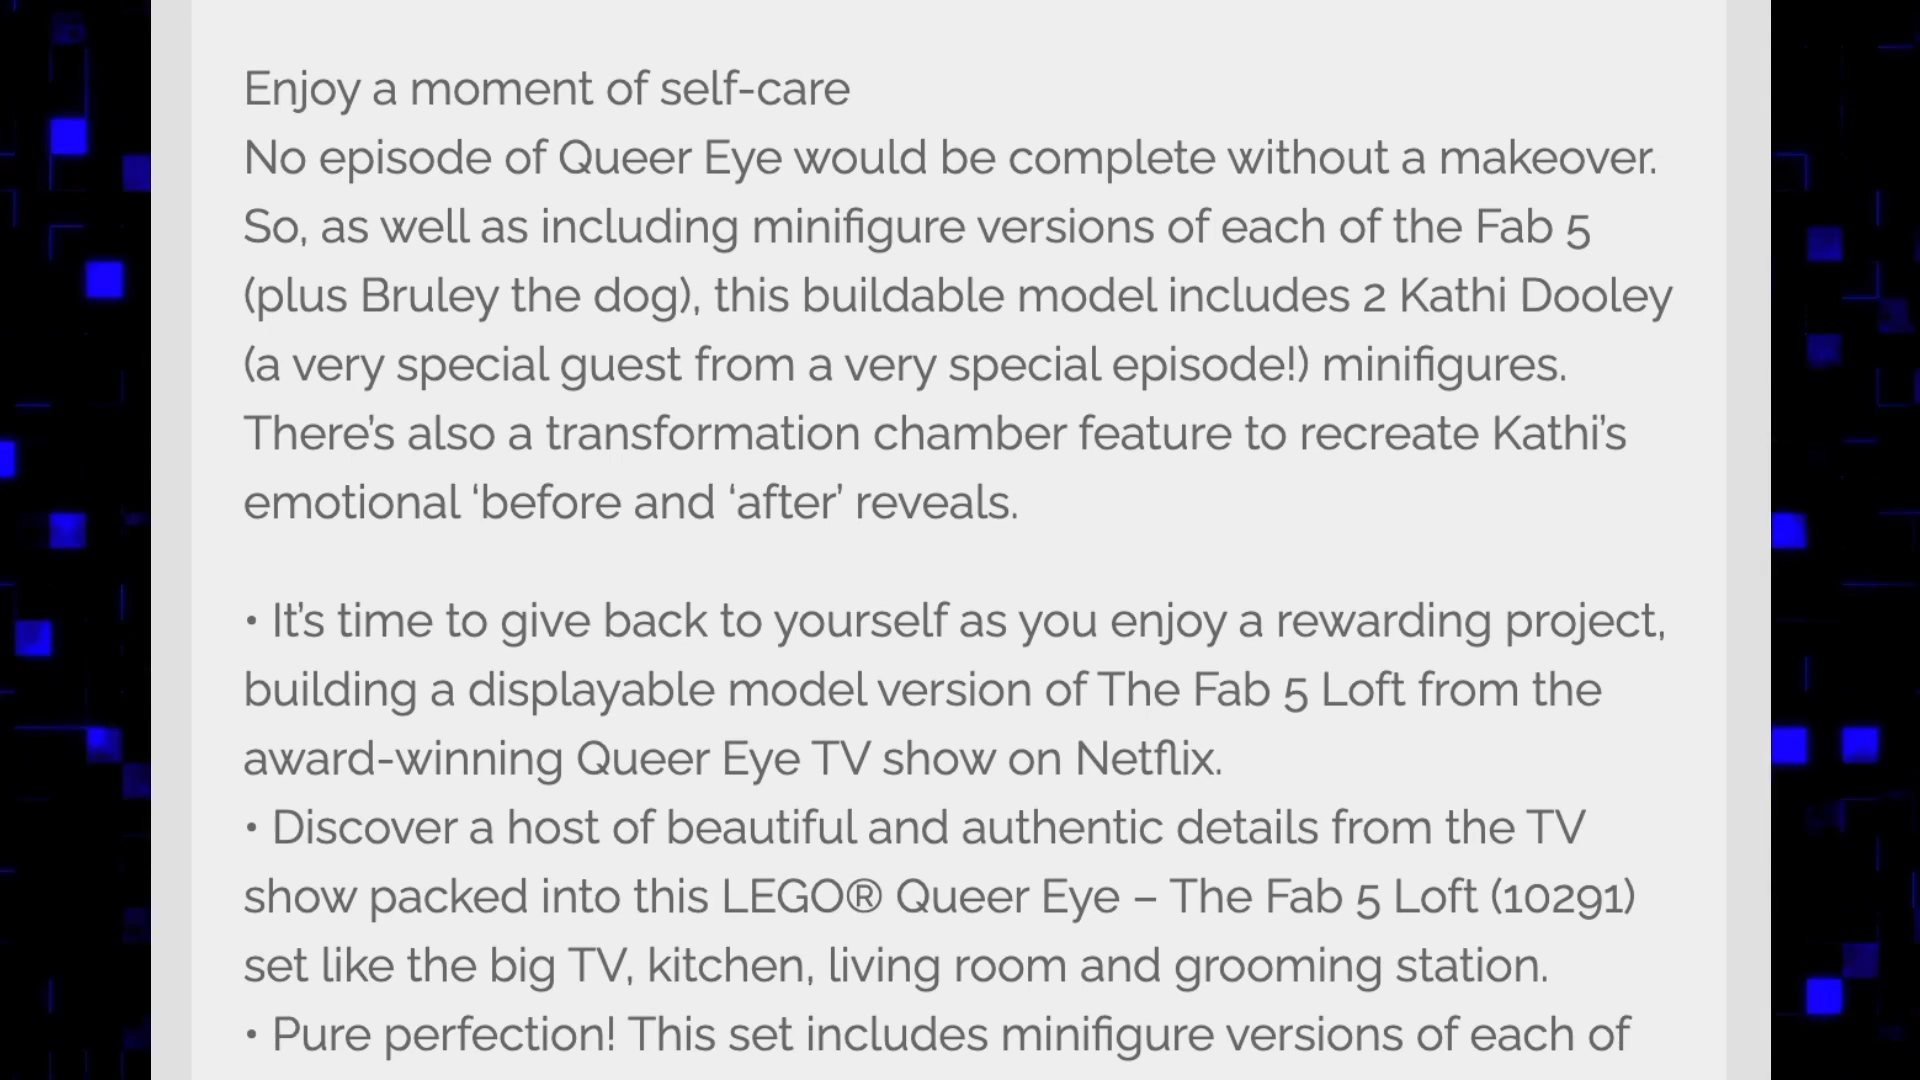 Enjoy a moment of self-care
No episode of Queer Eye would be complete without a makeover.
So, as well as including minifigure versions of each of the Fab 5
(plus Bruley the dog), this buildable model includes 2 Kathi Dooley
(a very special guest from a very special episode!) minifigures.
There’s also a transformation chamber feature to recreate Kathi’s
emotional ‘before and ‘after’ reveals.
• It’s time to give back to yourself as you enjoy a rewarding project,
building a displayable model version of The Fab 5 Loft from the
award-winning Queer Eye TV show on Netflix.
• Discover a host of beautiful and authentic details from the TV
show packed into this LEGO® Queer Eye – The Fab 5 Loft (10291)
set like the big TV, kitchen, living room and grooming station.
• Pure perfection! This set includes minifigure versions of each of